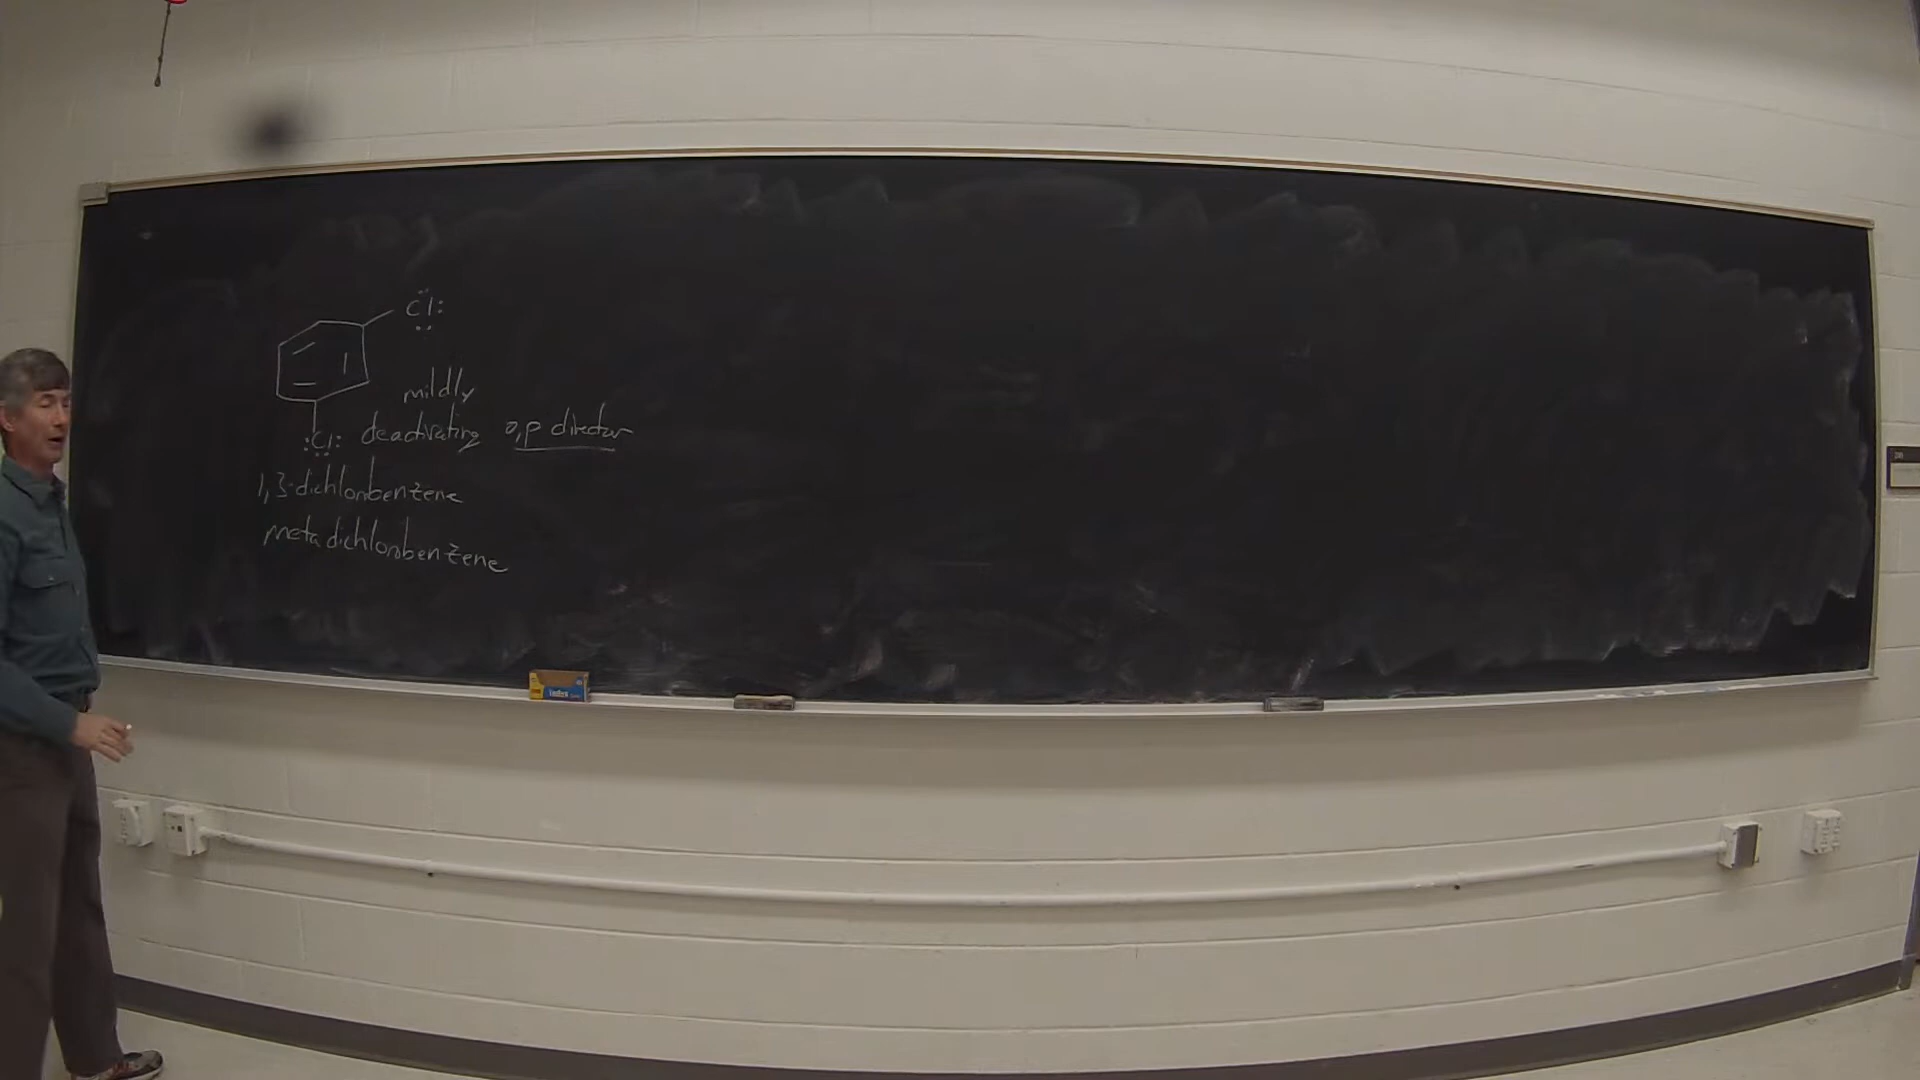 Cl:
mildly
:Cl: deactivating o,p director
1,3-dichlorobenzene
meta dichlorobenzene